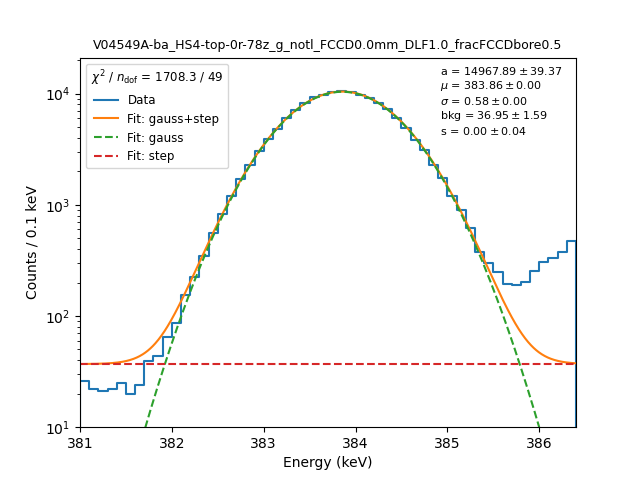 V04549A-ba_HS4-top-0r-78z_g_notl_FCCD0.0mm_DLF1.0_fracFCCDbore0.5
χ² / n_dof = 1708.3 / 49
Data
Fit: gauss+step
Fit: gauss
Fit: step
a = 14967.89 ± 39.37
μ = 383.86 ± 0.00
σ = 0.58 ± 0.00
bkg = 36.95 ± 1.59
s = 0.00 ± 0.04
Counts / 0.1 keV
10⁴
10³
10²
10¹
381 382 383 384 385 386
Energy (keV)